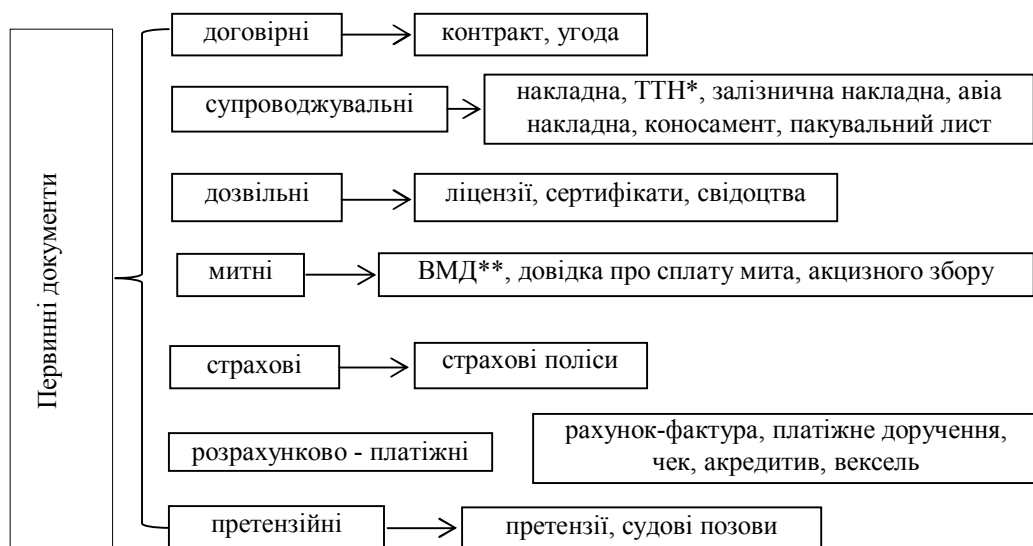 Первинні документи
договірні
контракт, угода
супроводжувальні
накладна, ТТН*, залізнична накладна, авіа
накладна, коносамент, пакувальний лист
дозвільні
ліцензії, сертифікати, свідоцтва
митні
ВМД**, довідка про сплату мита, акцизного збору
страхові
страхові поліси
розрахунково - платіжні
рахунок-фактура, платіжне доручення,
чек, акредитив, вексель
претензійні
претензії, судові позови